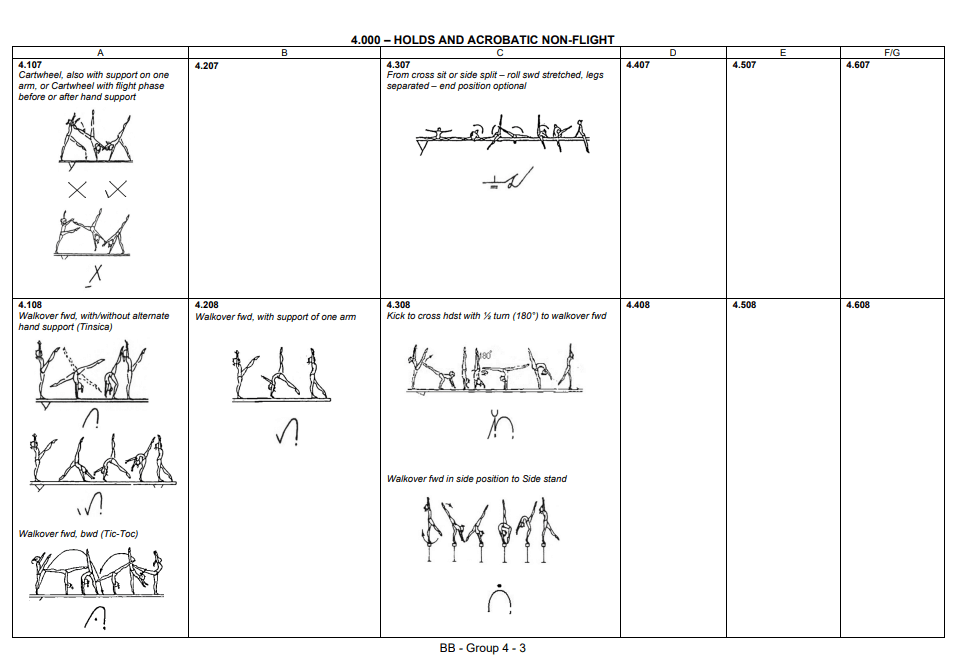 4.000 – HOLDS AND ACROBATIC NON-FLIGHT
A B C D E F/G
4.107
Cartwheel, also with support on one
arm, or Cartwheel with flight phase
before or after hand support
4.207
4.307
From cross sit or side split – roll swd stretched, legs
separated – end position optional
4.407
4.507
4.607
4.108
Walkover fwd, with/without alternate
hand support (Tinsica)
Walkover fwd, bwd (Tic-Toc)
4.208
Walkover fwd, with support of one arm
4.308
Kick to cross hdst with ½ turn (180°) to walkover fwd
180°
Walkover fwd in side position to Side stand
4.408
4.508
4.608
BB - Group 4 - 3